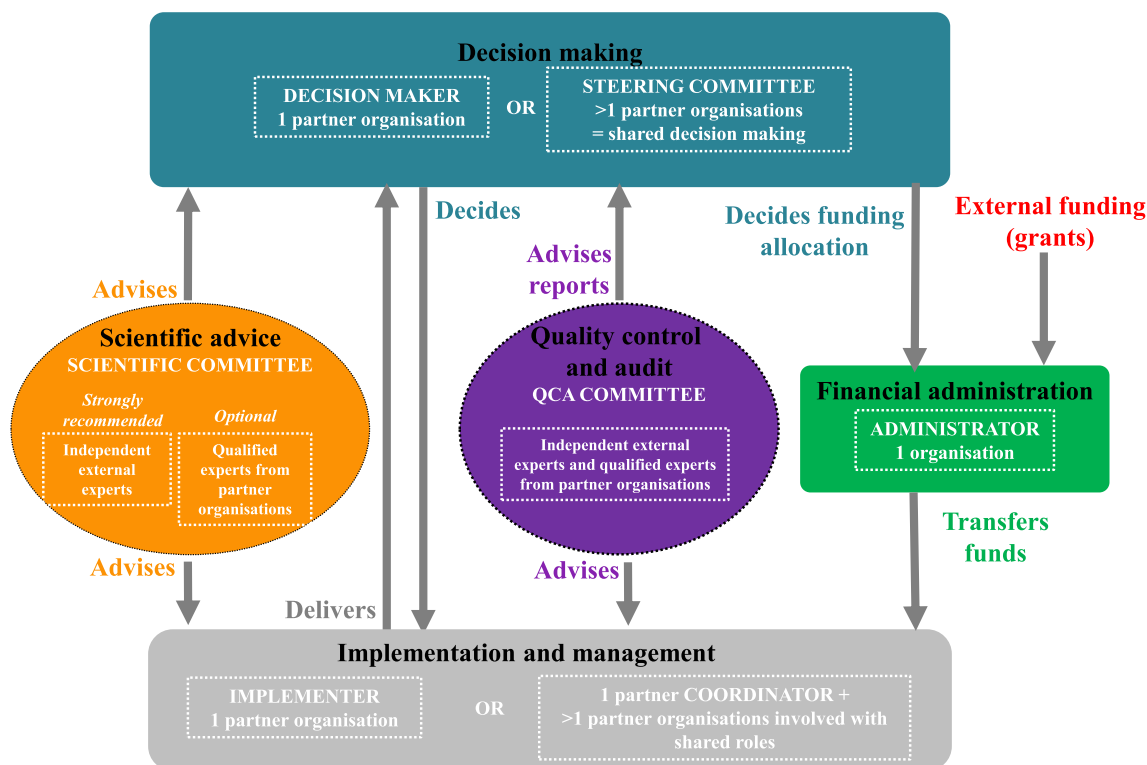 Decision making
DECISION MAKER
1 partner organisation
OR
STEERING COMMITTEE
>1 partner organisations
= shared decision making
Decides
Advises
reports
Decides funding
allocation
External funding
(grants)
Advises
Scientific advice
SCIENTIFIC COMMITTEE
Strongly
recommended
Optional
Independent
external
experts
Qualified
experts from
partner
organisations
Quality control
and audit
QCA COMMITTEE
Independent external
experts and qualified experts
from partner organisations
Financial administration
ADMINISTRATOR
1 organisation
Advises
Delivers
Advises
Transfers
funds
Implementation and management
IMPLEMENTER
1 partner organisation
OR
1 partner COORDINATOR +
>1 partner organisations involved with
shared roles